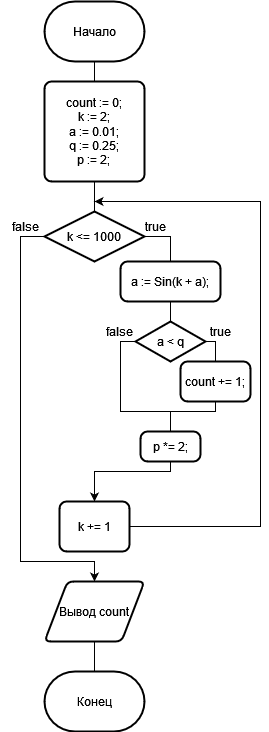 Начало
count := 0;
k := 2;
a := 0.01;
q := 0.25;
p := 2;
false
true
k <= 1000
a := Sin(k + a);
false
true
a < q
count += 1;
p *= 2;
k += 1
Вывод count
Конец